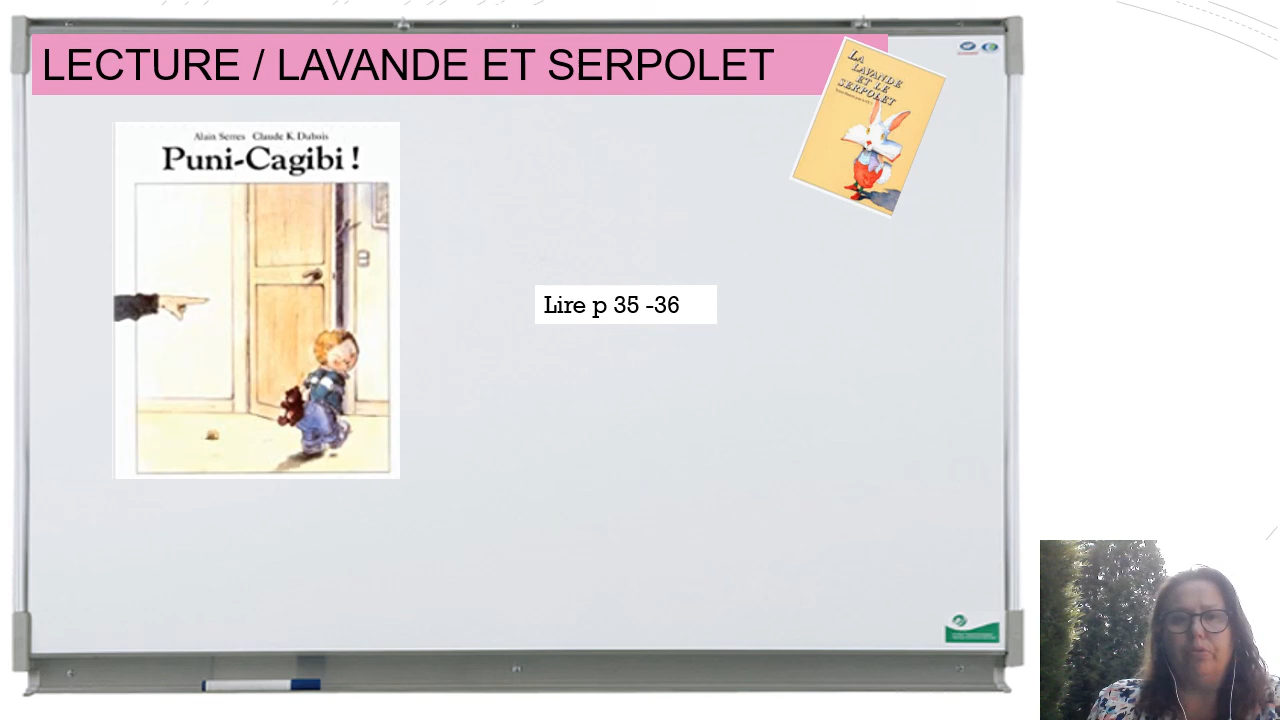 LECTURE / LAVANDE ET SERPOLET
LA
LAVANDE
ET LE
SERPOLET
Alain Serres Claude K. Dubois
Puni-Cagibi !
Lire p 35 -36